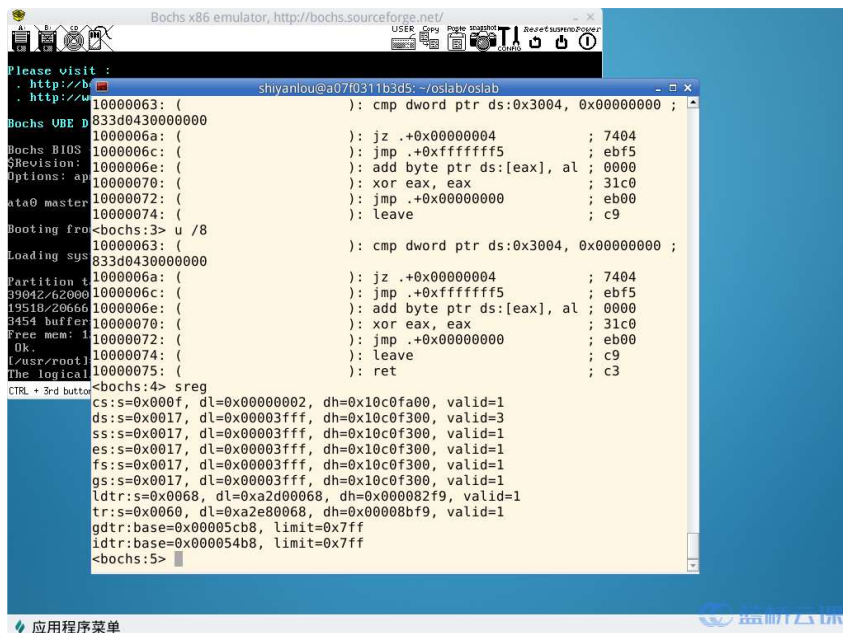 Bochs x86 emulator, http://bochs.sourceforge.net/
A: B: CD USER Copy Paste snapshot Reset SUSPEND Power
CONFIG
Please visit :
. http://b
. http://w
Bochs VBE D
Bochs BIOS
$Revision:
Options: ap
ata0 master
Booting fro
Loading sys
Partition t
39042/62000
19518/20666
3454 buffer
Free mem: 1
Ok.
[/usr/root]
The logical
CTRL + 3rd button
shiyanlou@a07f0311b3d5: ~/oslab/oslab
10000063: ( ): cmp dword ptr ds:0x3004, 0x00000000 ;
833d0430000000
1000006a: ( ): jz .+0x00000004 ; 7404
1000006c: ( ): jmp .+0xfffffff5 ; ebf5
1000006e: ( ): add byte ptr ds:[eax], al ; 0000
10000070: ( ): xor eax, eax ; 31c0
10000072: ( ): jmp .+0x00000000 ; eb00
10000074: ( ): leave ; c9
<bochs:3> u /8
10000063: ( ): cmp dword ptr ds:0x3004, 0x00000000 ;
833d0430000000
1000006a: ( ): jz .+0x00000004 ; 7404
1000006c: ( ): jmp .+0xfffffff5 ; ebf5
1000006e: ( ): add byte ptr ds:[eax], al ; 0000
10000070: ( ): xor eax, eax ; 31c0
10000072: ( ): jmp .+0x00000000 ; eb00
10000074: ( ): leave ; c9
10000075: ( ): ret ; c3
<bochs:4> sreg
cs:s=0x000f, dl=0x00000002, dh=0x10c0fa00, valid=1
ds:s=0x0017, dl=0x00003fff, dh=0x10c0f300, valid=3
ss:s=0x0017, dl=0x00003fff, dh=0x10c0f300, valid=1
es:s=0x0017, dl=0x00003fff, dh=0x10c0f300, valid=1
fs:s=0x0017, dl=0x00003fff, dh=0x10c0f300, valid=1
gs:s=0x0017, dl=0x00003fff, dh=0x10c0f300, valid=1
ldtr:s=0x0068, dl=0xa2d00068, dh=0x000082f9, valid=1
tr:s=0x0060, dl=0xa2e80068, dh=0x00008bf9, valid=1
gdtr:base=0x00005cb8, limit=0x7ff
idtr:base=0x000054b8, limit=0x7ff
<bochs:5>
应用程序菜单
蓝桥云课